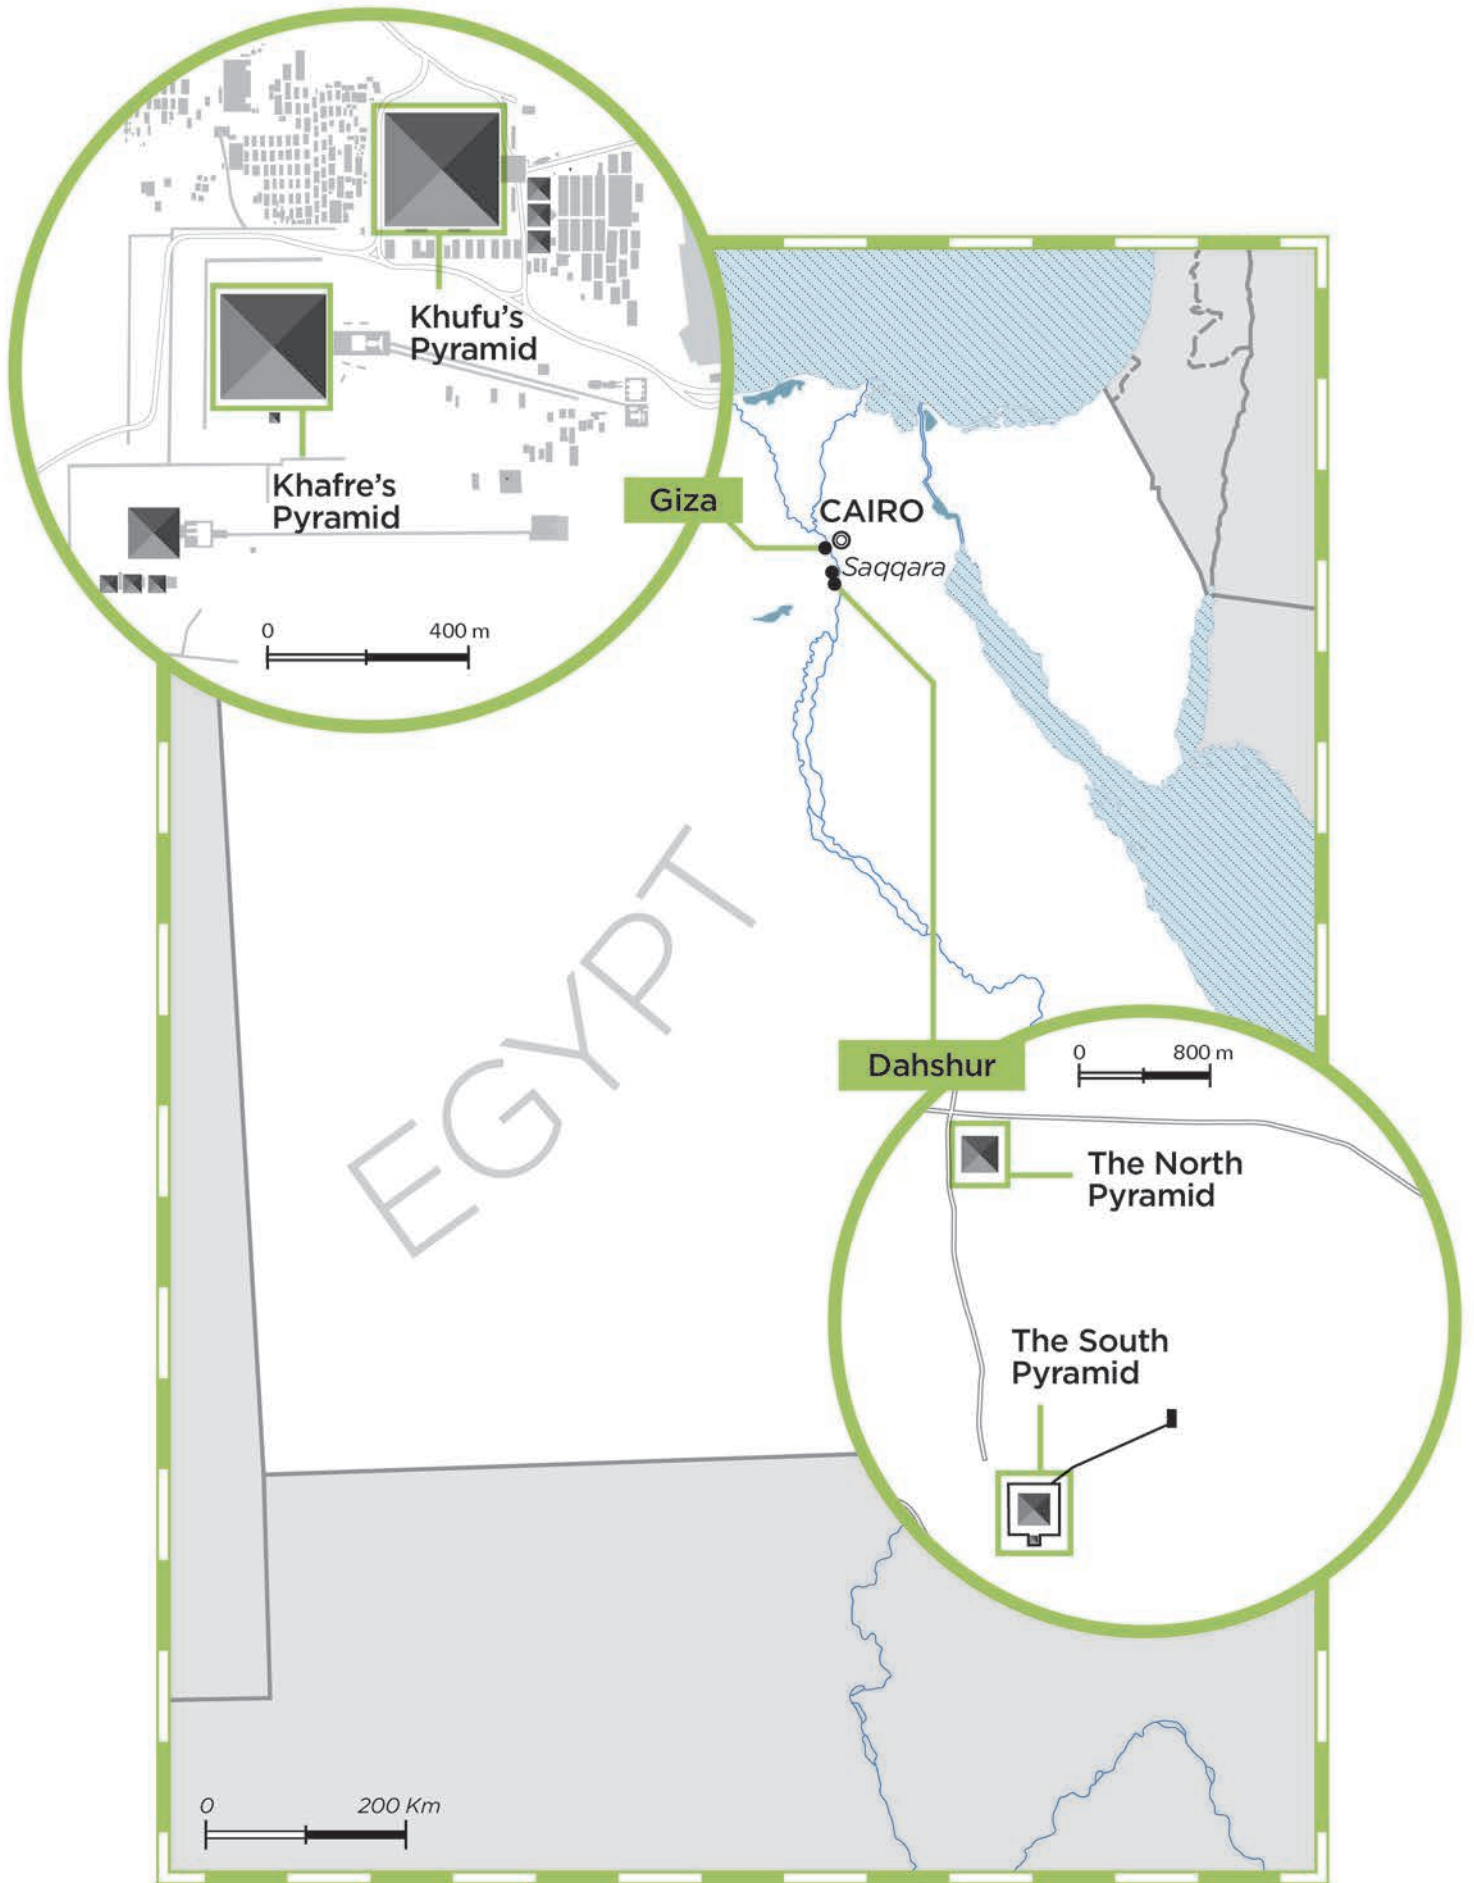 Khufu's
Pyramid
Khafre's
Pyramid
0 400 m
Giza
CAIRO
Saqqara
EGYPT
Dahshur
0 800 m
The North
Pyramid
The South
Pyramid
0 200 Km